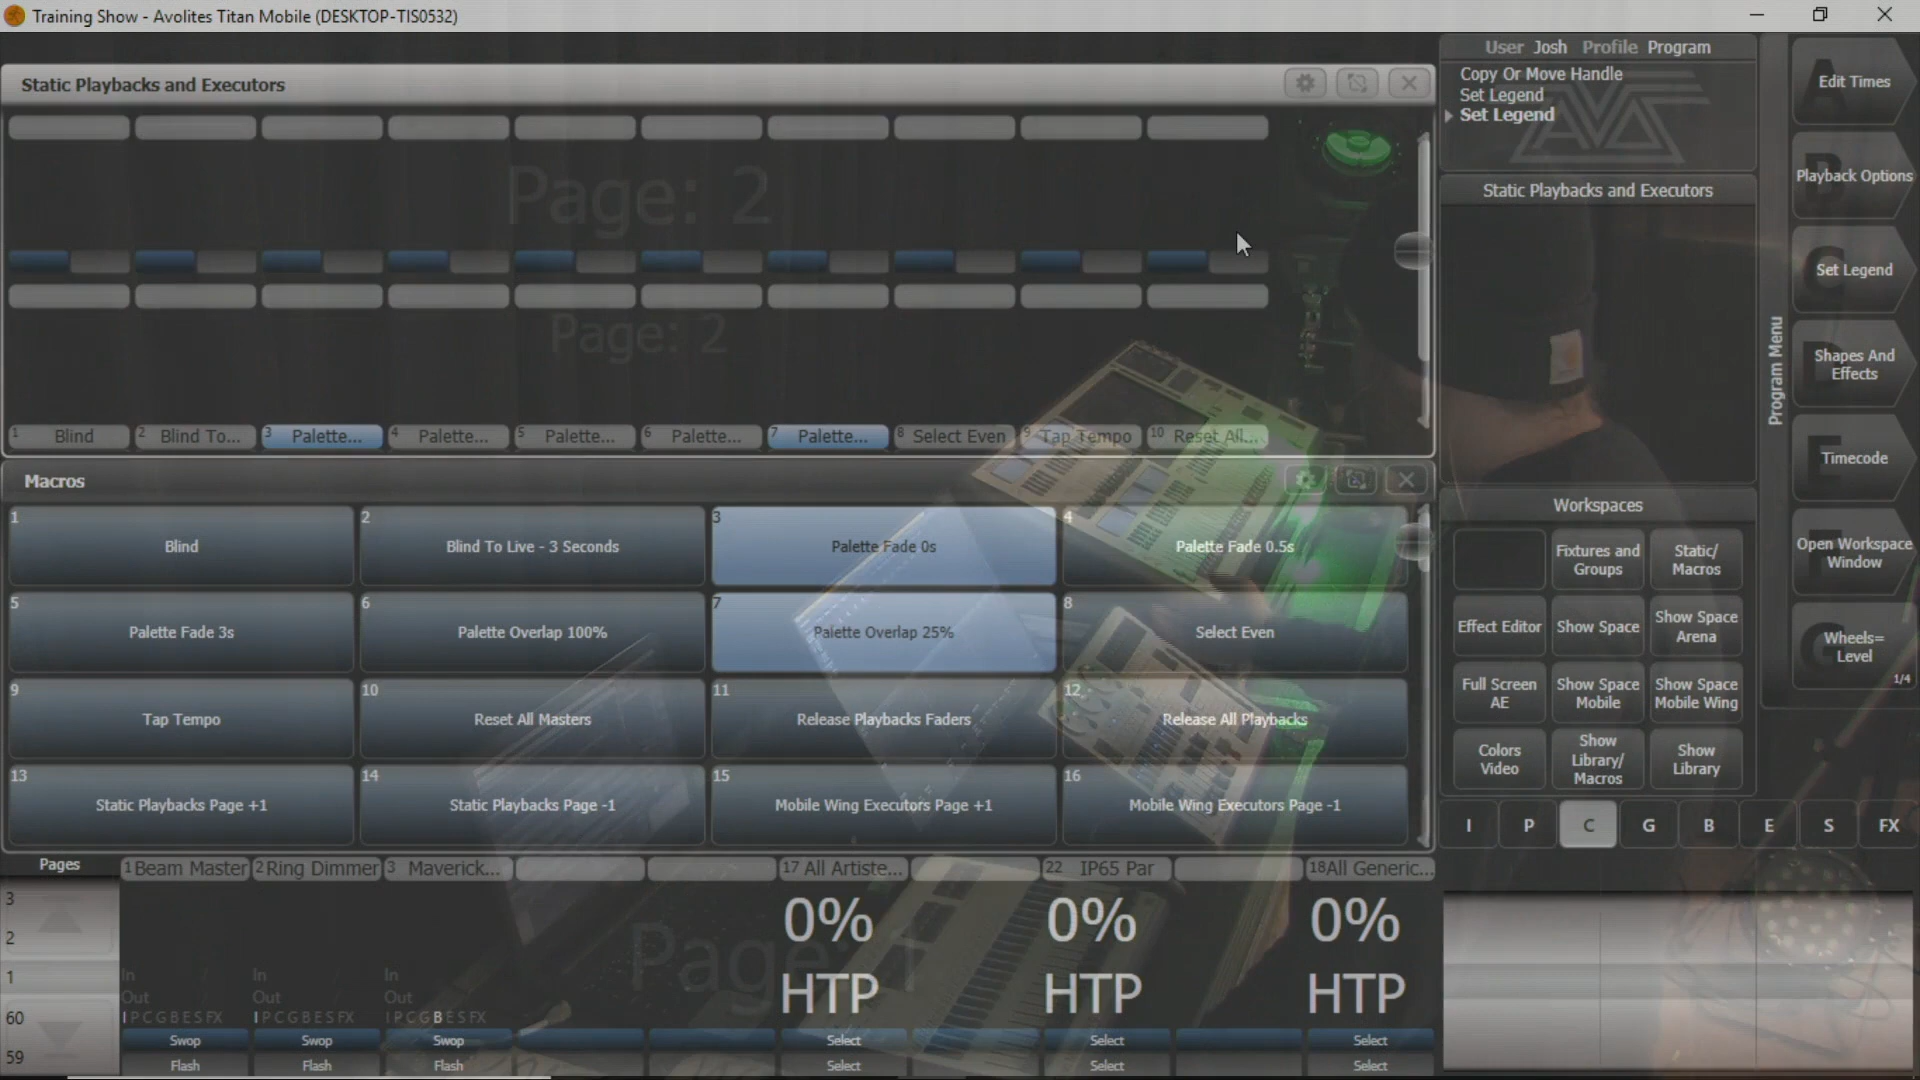 Training Show - Avolites Titan Mobile (DESKTOP-TIS0532)
User Josh Profile Program
Copy Or Move Handle
Set Legend
Set Legend
Static Playbacks and Executors
Page: 2
Page: 2
1 Blind
2 Blind To...
3 Palette...
4 Palette...
5 Palette...
6 Palette...
7 Palette...
8 Select Even
9 Tap Tempo
10 Reset All...
Macros
1 Blind
2 Blind To Live - 3 Seconds
3 Palette Fade 0s
4 Palette Fade 0.5s
5 Palette Fade 3s
6 Palette Overlap 100%
7 Palette Overlap 25%
8 Select Even
9 Tap Tempo
10 Reset All Masters
11 Release Playbacks Faders
12 Release All Playbacks
13 Static Playbacks Page +1
14 Static Playbacks Page -1
15 Mobile Wing Executors Page +1
16 Mobile Wing Executors Page -1
Static Playbacks and Executors
Workspaces
Fixtures and
Groups
Static/
Macros
Effect Editor
Show Space
Show Space
Arena
Full Screen
AE
Show Space
Mobile
Show Space
Mobile Wing
Colors
Video
Show
Library/
Macros
Show
Library
I P C G B E S FX
Program Menu
A
Edit Times
B
Playback Options
C
Set Legend
D
Shapes And
Effects
E
Timecode
F
Open Workspace
Window
G
Wheels=
Level
1/4
Pages
3
2
1
60
59
1 Beam Master
2 Ring Dimmer
3 Maverick...
17 All Artiste...
22 IP65 Par
18 All Generic...
Page: 1
0% 0% 0%
HTP HTP HTP
In In In
Out Out Out
IPCGBESFX IPCGBESFX IPCGBESFX
Swop Swop Swop Select Select Select
Flash Flash Flash Select Select Select